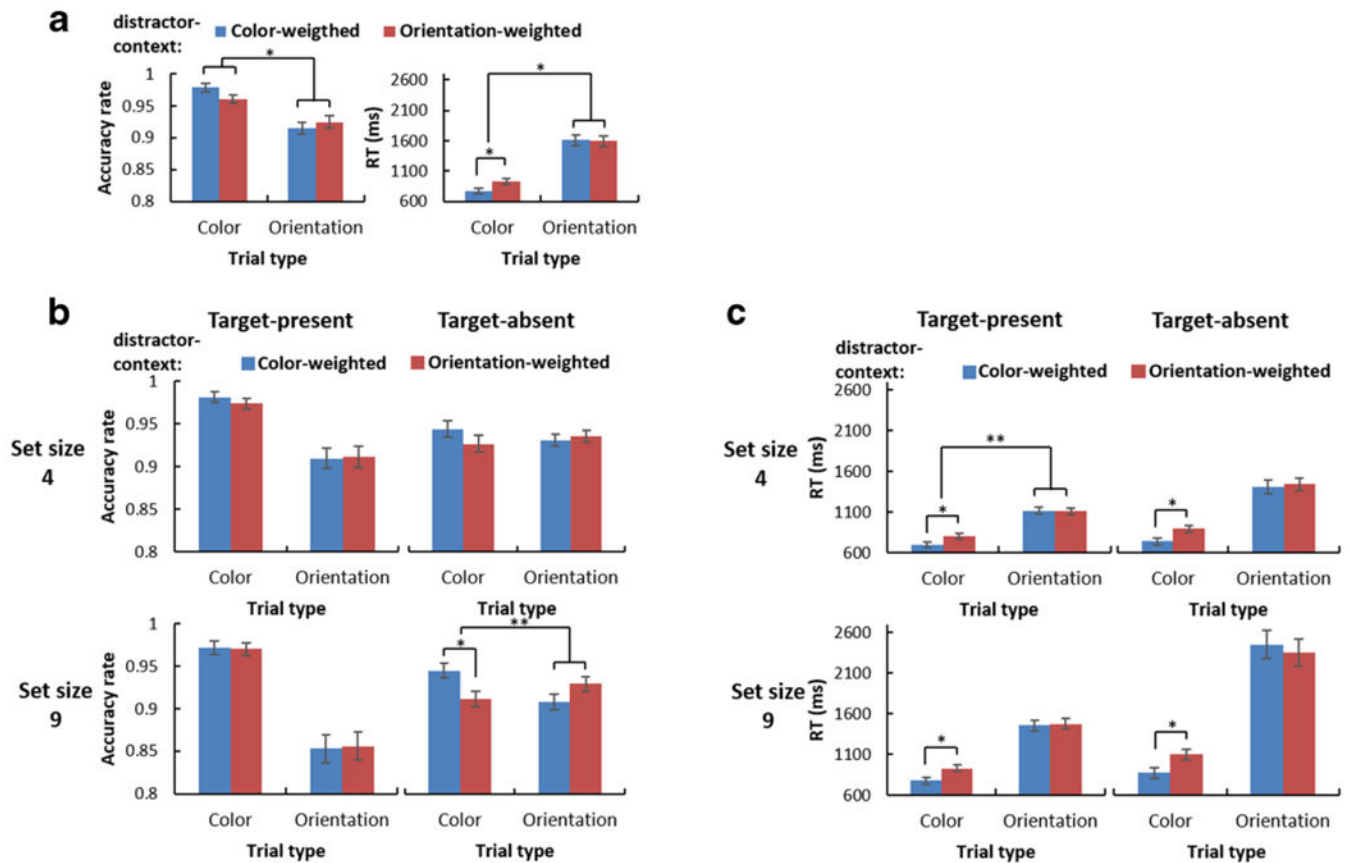 a
distractor-
context:
Color-weigthed
Orientation-weighted
Accuracy rate
1
0.95
0.9
0.85
0.8
*
Color
Orientation
Trial type
RT (ms)
2600
2100
1600
1100
600
*
*
Color
Orientation
Trial type
b
Target-present
Target-absent
distractor-
context:
Color-weighted
Orientation-weighted
Set size
4
Accuracy rate
1
0.95
0.9
0.85
0.8
Color
Orientation
Color
Orientation
Trial type
Trial type
Set size
9
Accuracy rate
1
0.95
0.9
0.85
0.8
*
**
Color
Orientation
Color
Orientation
Trial type
Trial type
c
Target-present
Target-absent
distractor-
context:
Color-weighted
Orientation-weighted
Set size
4
RT (ms)
2600
2100
1600
1100
600
*
**
*
Color
Orientation
Color
Orientation
Trial type
Trial type
Set size
9
RT (ms)
2600
2100
1600
1100
600
*
*
Color
Orientation
Color
Orientation
Trial type
Trial type